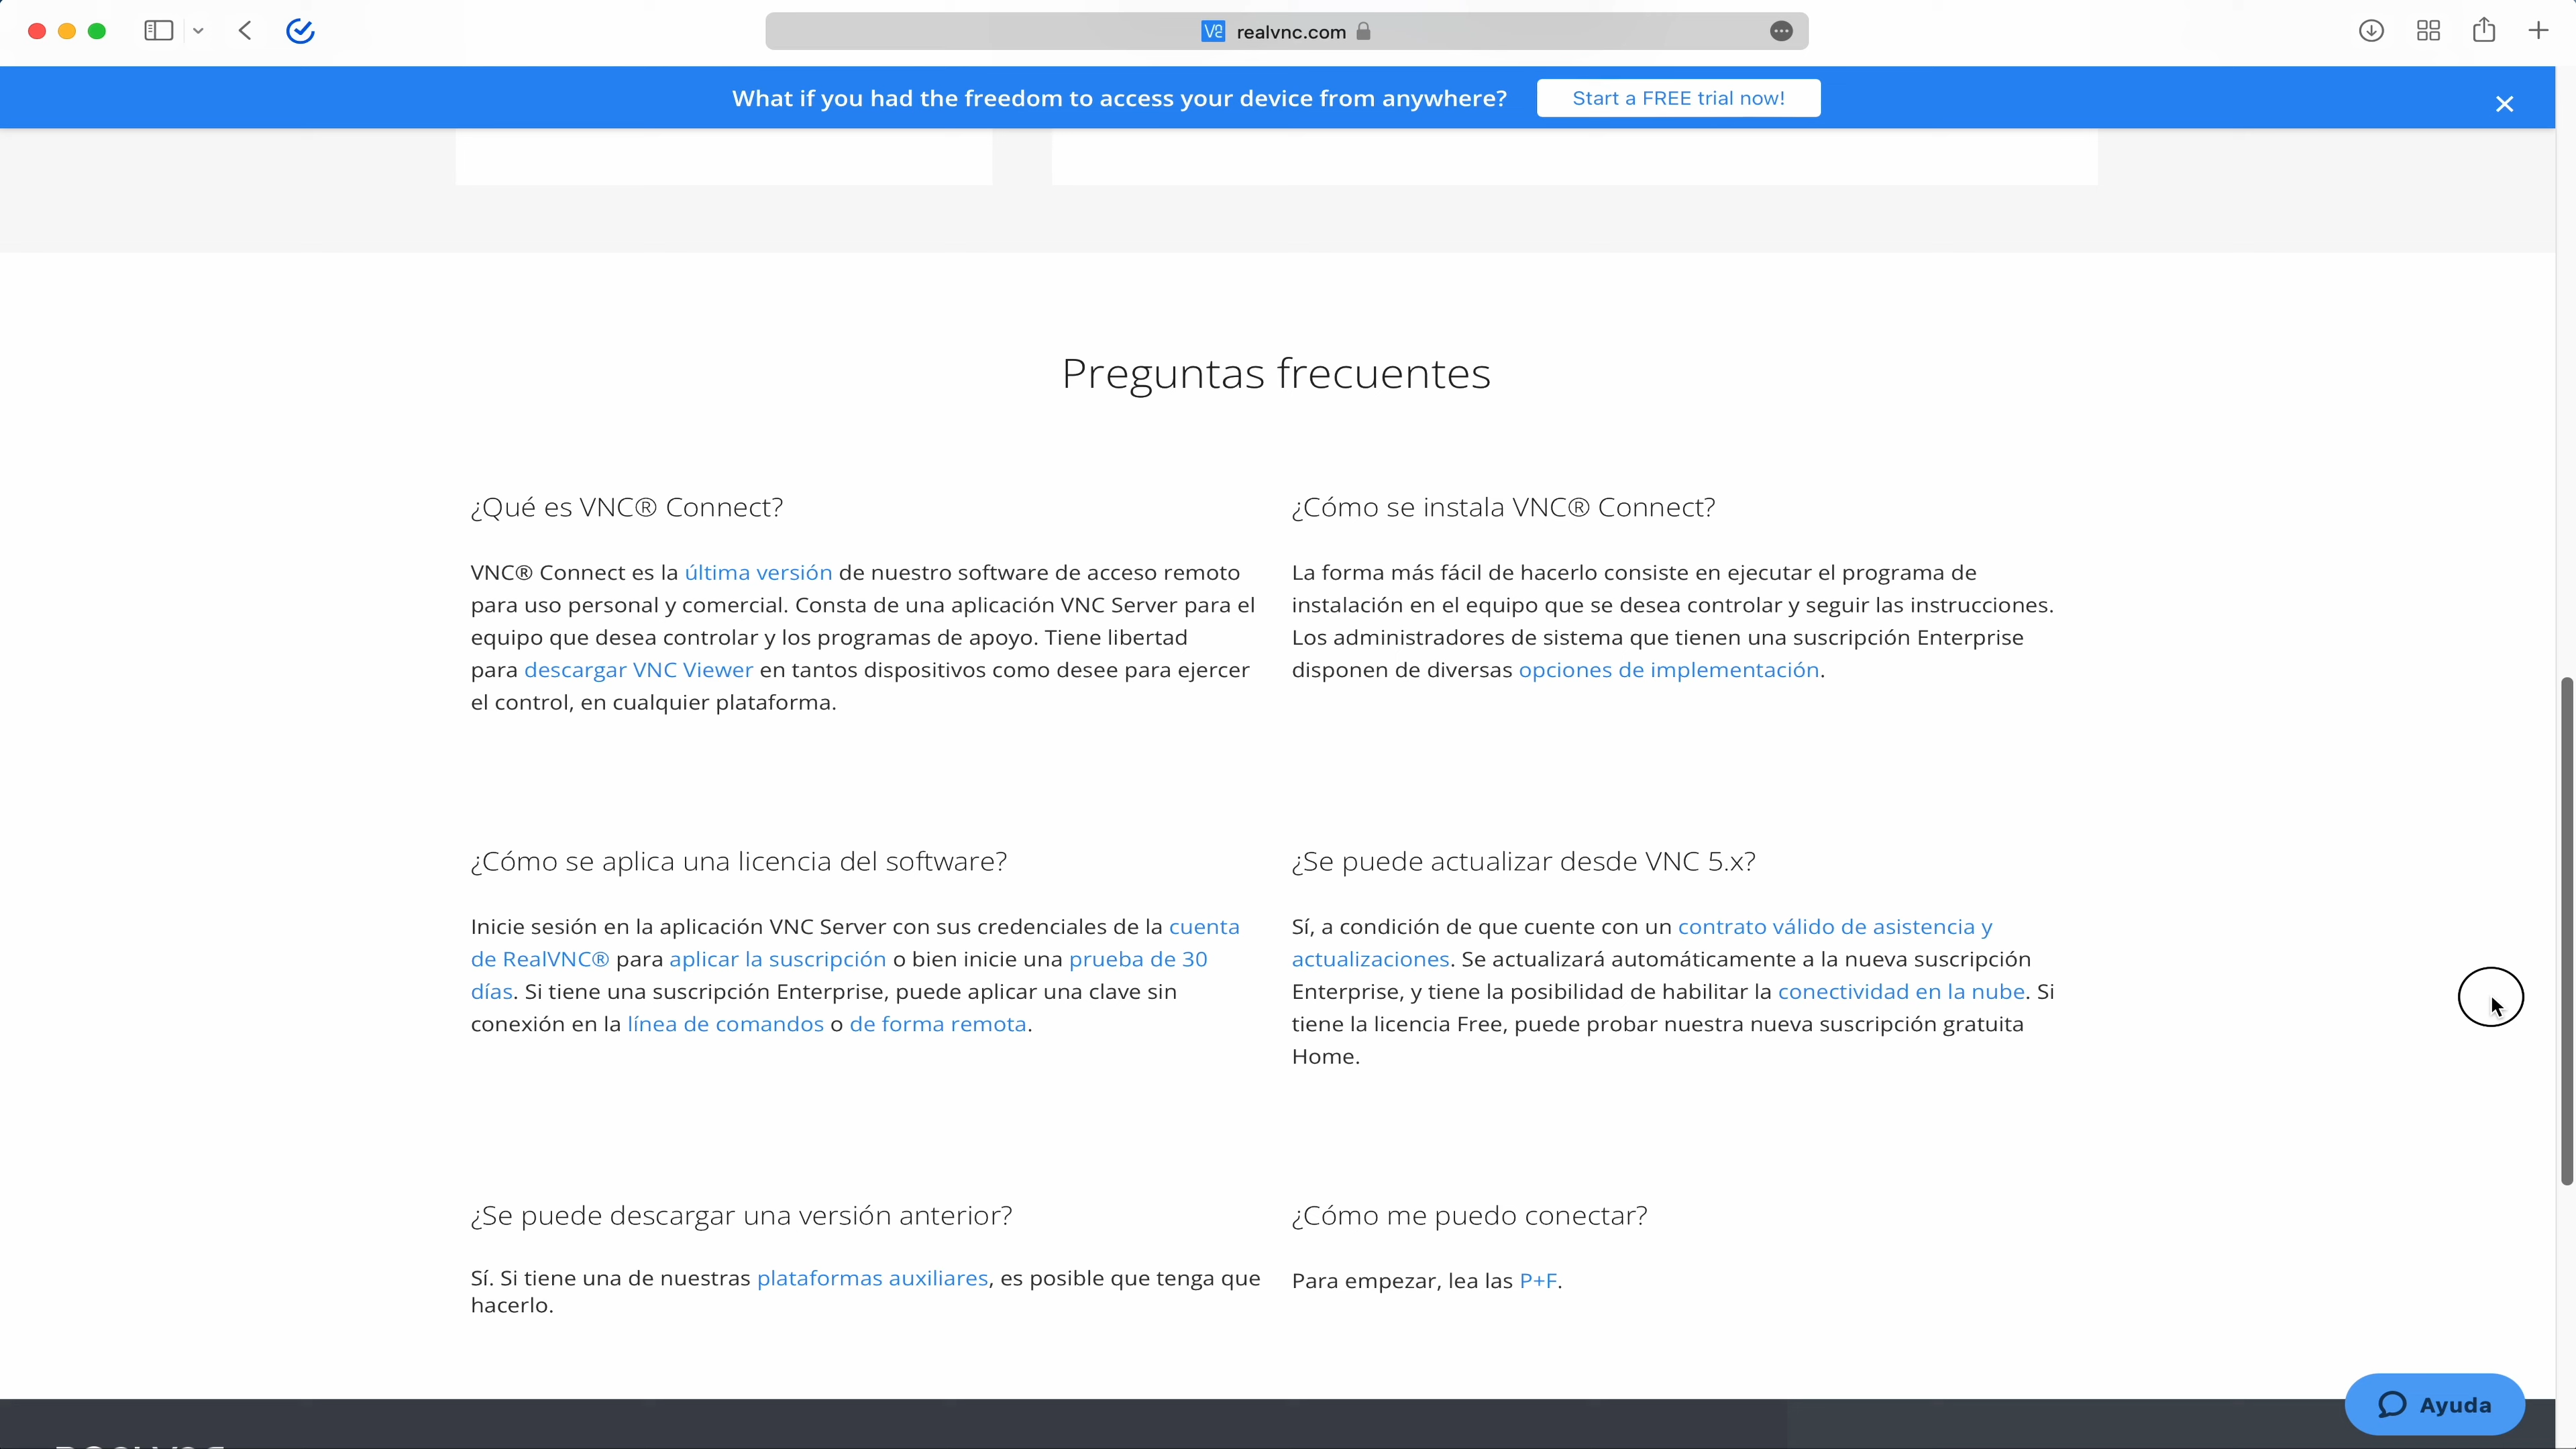 realvnc.com
What if you had the freedom to access your device from anywhere?
Start a FREE trial now!
Preguntas frecuentes
¿Qué es VNC® Connect?
VNC® Connect es la última versión de nuestro software de acceso remoto
para uso personal y comercial. Consta de una aplicación VNC Server para el
equipo que desea controlar y los programas de apoyo. Tiene libertad
para descargar VNC Viewer en tantos dispositivos como desee para ejercer
el control, en cualquier plataforma.
¿Cómo se instala VNC® Connect?
La forma más fácil de hacerlo consiste en ejecutar el programa de
instalación en el equipo que se desea controlar y seguir las instrucciones.
Los administradores de sistema que tienen una suscripción Enterprise
disponen de diversas opciones de implementación.
¿Cómo se aplica una licencia del software?
Inicie sesión en la aplicación VNC Server con sus credenciales de la cuenta
de RealVNC® para aplicar la suscripción o bien inicie una prueba de 30
días. Si tiene una suscripción Enterprise, puede aplicar una clave sin
conexión en la línea de comandos o de forma remota.
¿Se puede actualizar desde VNC 5.x?
Sí, a condición de que cuente con un contrato válido de asistencia y
actualizaciones. Se actualizará automáticamente a la nueva suscripción
Enterprise, y tiene la posibilidad de habilitar la conectividad en la nube. Si
tiene la licencia Free, puede probar nuestra nueva suscripción gratuita
Home.
¿Se puede descargar una versión anterior?
Sí. Si tiene una de nuestras plataformas auxiliares, es posible que tenga que
hacerlo.
¿Cómo me puedo conectar?
Para empezar, lea las P+F.
Ayuda